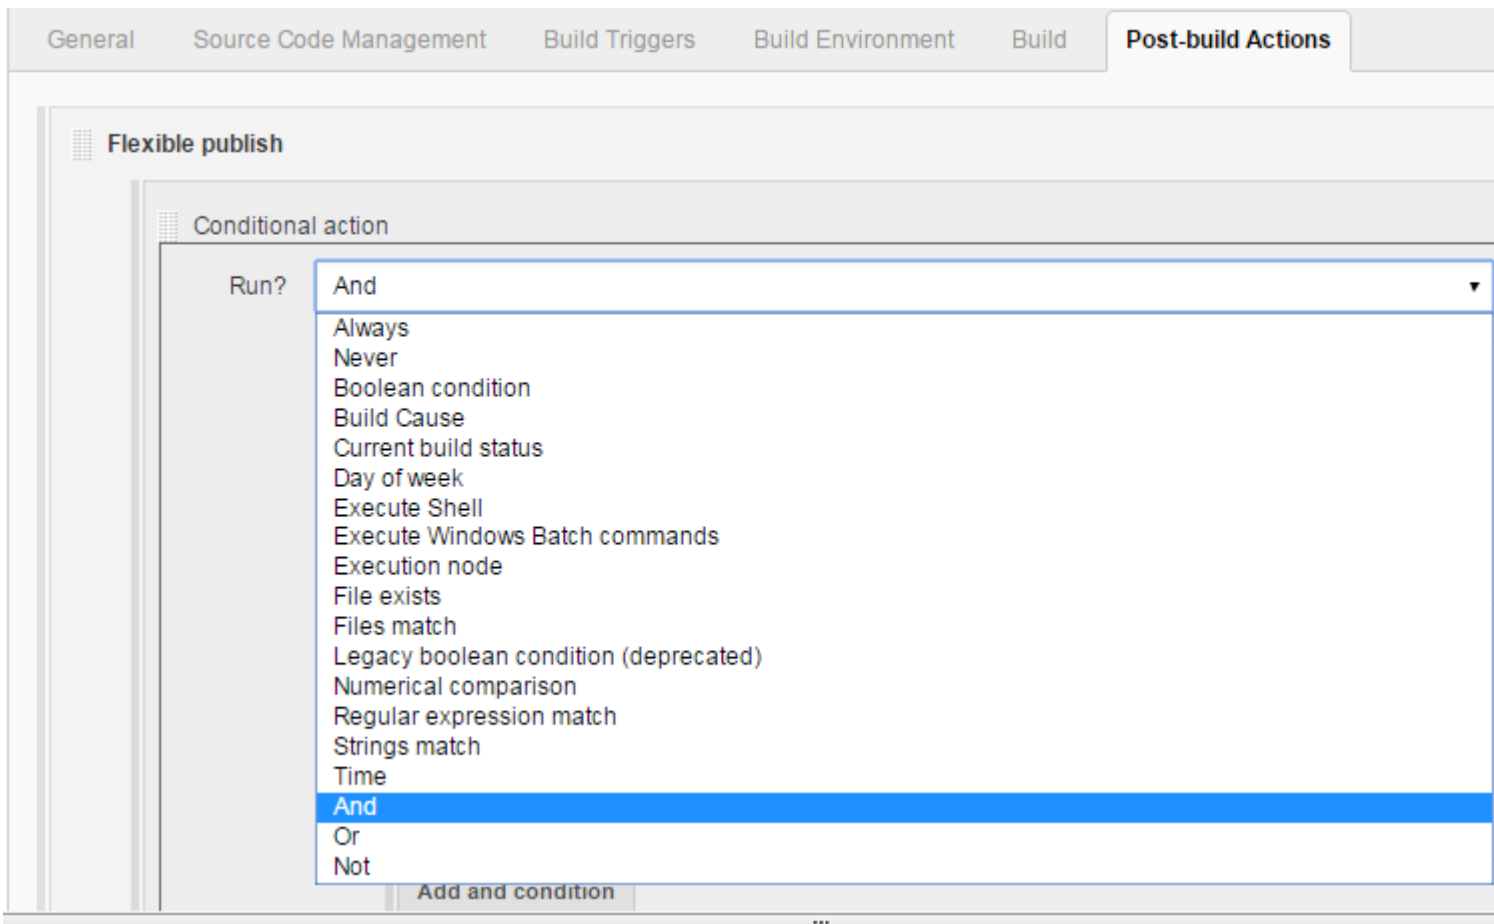 General Source Code Management Build Triggers Build Environment Build Post-build Actions
Flexible publish
Conditional action
Run? And
Always
Never
Boolean condition
Build Cause
Current build status
Day of week
Execute Shell
Execute Windows Batch commands
Execution node
File exists
Files match
Legacy boolean condition (deprecated)
Numerical comparison
Regular expression match
Strings match
Time
And
Or
Not
Add and condition